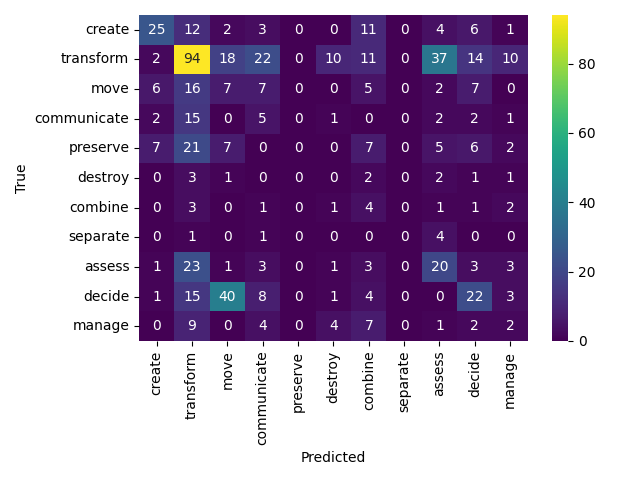 create 25 12 2 3 0 0 11 0 4 6 1
transform 2 94 18 22 0 10 11 0 37 14 10
move 6 16 7 7 0 0 5 0 2 7 0
communicate 2 15 0 5 0 1 0 0 2 2 1
preserve 7 21 7 0 0 0 7 0 5 6 2
destroy 0 3 1 0 0 0 2 0 2 1 1
combine 0 3 0 1 0 1 4 0 1 1 2
separate 0 1 0 1 0 0 0 0 4 0 0
assess 1 23 1 3 0 1 3 0 20 3 3
decide 1 15 40 8 0 1 4 0 0 22 3
manage 0 9 0 4 0 4 7 0 1 2 2
True
create transform move communicate preserve destroy combine separate assess decide manage
Predicted
80
60
40
20
0